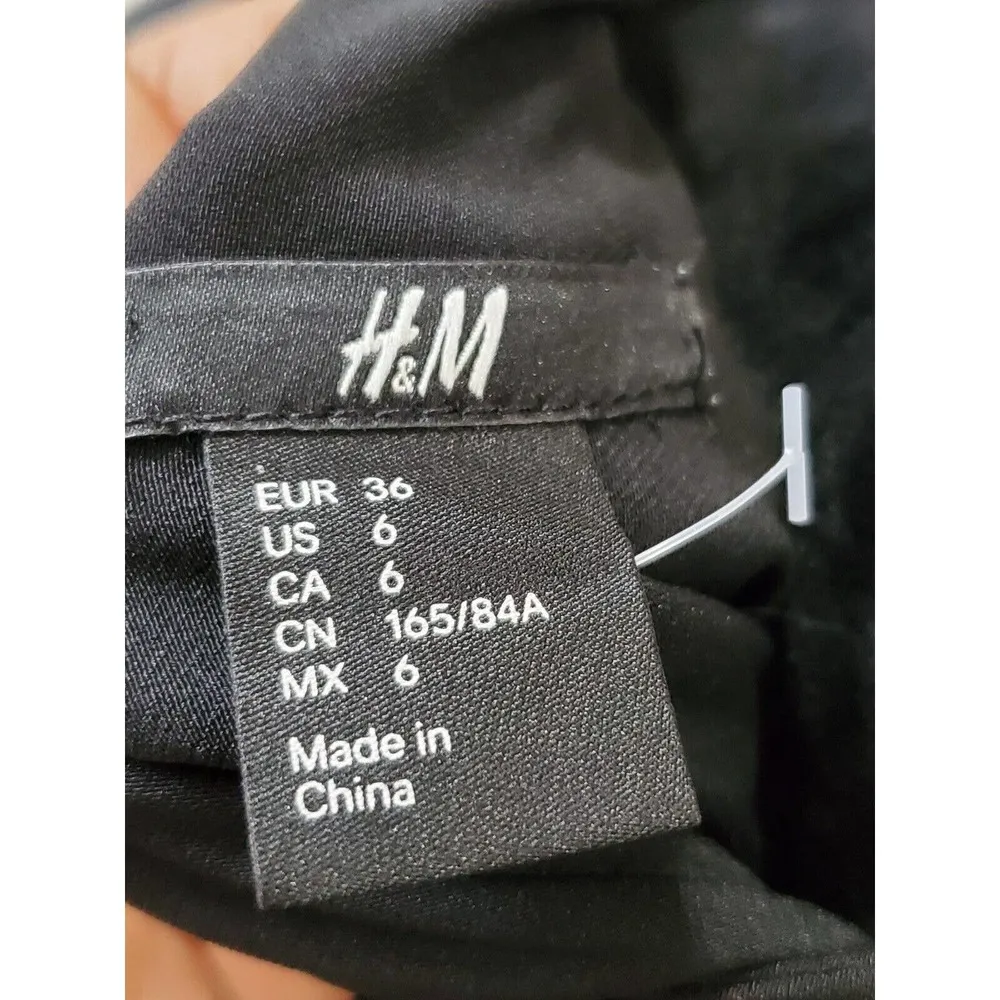 H&M
EUR 36
US 6
CA 6
CN 165/84A
MX 6
Made in
China